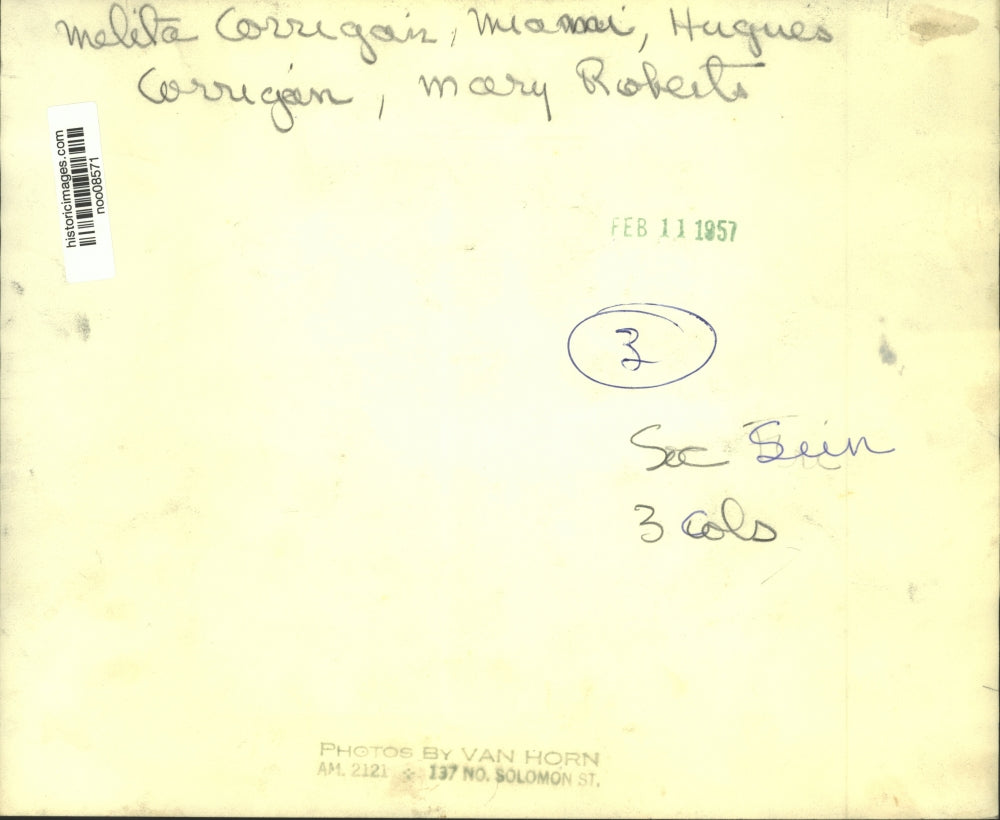 Melita Corrigan, Miami, Hugues
Corrigan, Mary Roberts
historicimages.com
noo08571
FEB 11 1957
3
Soc
3 cols
PHOTOS BY VAN HORN
AM. 2121 137 NO. SOLOMON ST.